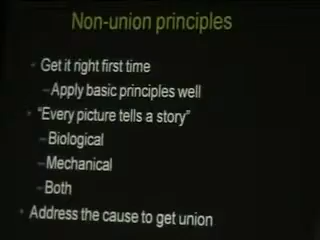 Non-union principles
• Get it right first time
–Apply basic principles well
• “Every picture tells a story”
–Biological
–Mechanical
–Both
• Address the cause to get union